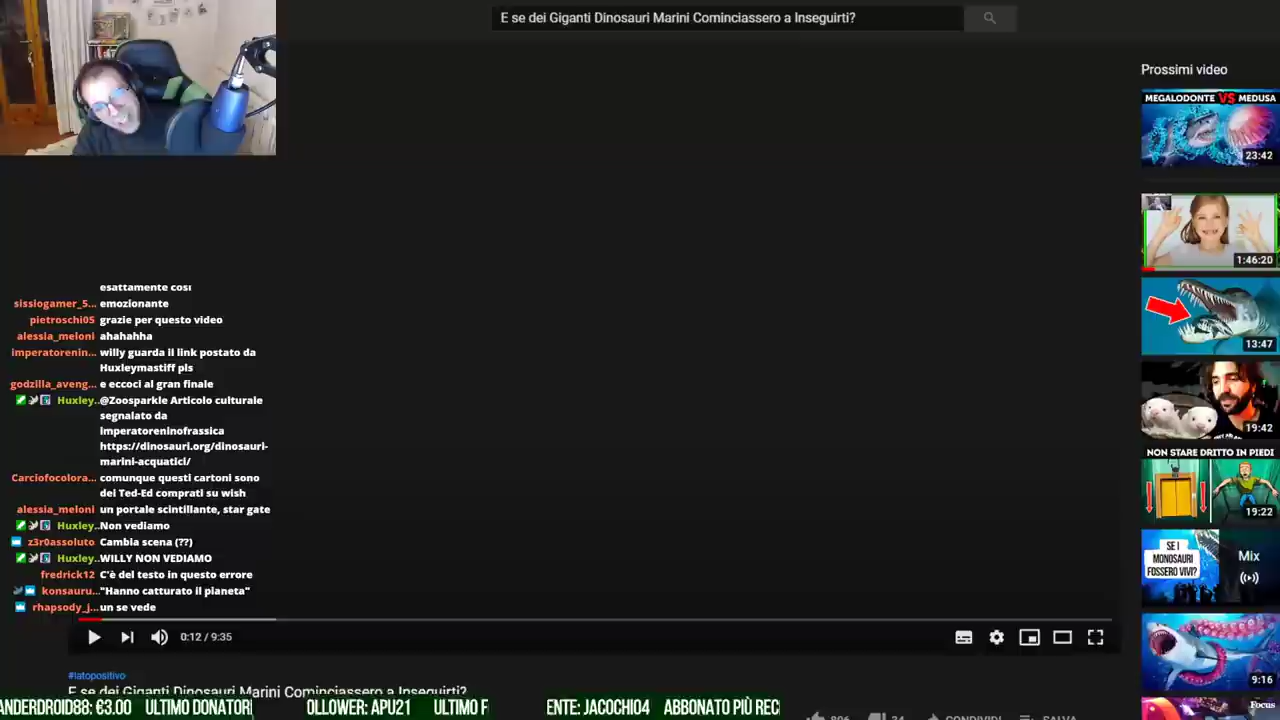 E se dei Giganti Dinosauri Marini Cominciassero a Inseguirti?
Prossimi video
MEGALODONTE VS MEDUSA
23:42
1:46:20
13:47
19:42
NON STARE DRITTO IN PIEDI
19:22
SE I
MONOSAURI
FOSSERO VIVI?
Mix
9:16
Focus
esattamente così
sissiogamer_5... emozionante
pietroschi05 grazie per questo video
alessia_meloni ahahahha
imperatorenin... willy guarda il link postato da
Huxleymastiff pls
godzilla_aveng... e eccoci al gran finale
Huxley.. @Zoosparkle Articolo culturale
segnalato da
imperatoreninofrassica
https://dinosauri.org/dinosauri-
marini-acquatici/
Carciofocolora... comunque questi cartoni sono
dei Ted-Ed comprati su wish
alessia_meloni un portale scintillante, star gate
Huxley.. Non vediamo
z3r0assoluto Cambia scena (??)
Huxley.. WILLY NON VEDIAMO
fredrick12 C'è del testo in questo errore
konsauru... "Hanno catturato il pianeta"
rhapsody_j... un se vede
0:12 / 9:35
#latopositivo
E se dei Giganti Dinosauri Marini Cominciassero a Inseguirti?
896 34 CONDIVIDI SALVA
ANDERDROID88: €3.00 ULTIMO DONATORI OLLOWER: APU21 ULTIMO F ENTE: JACOCHI04 ABBONATO PIÙ REC